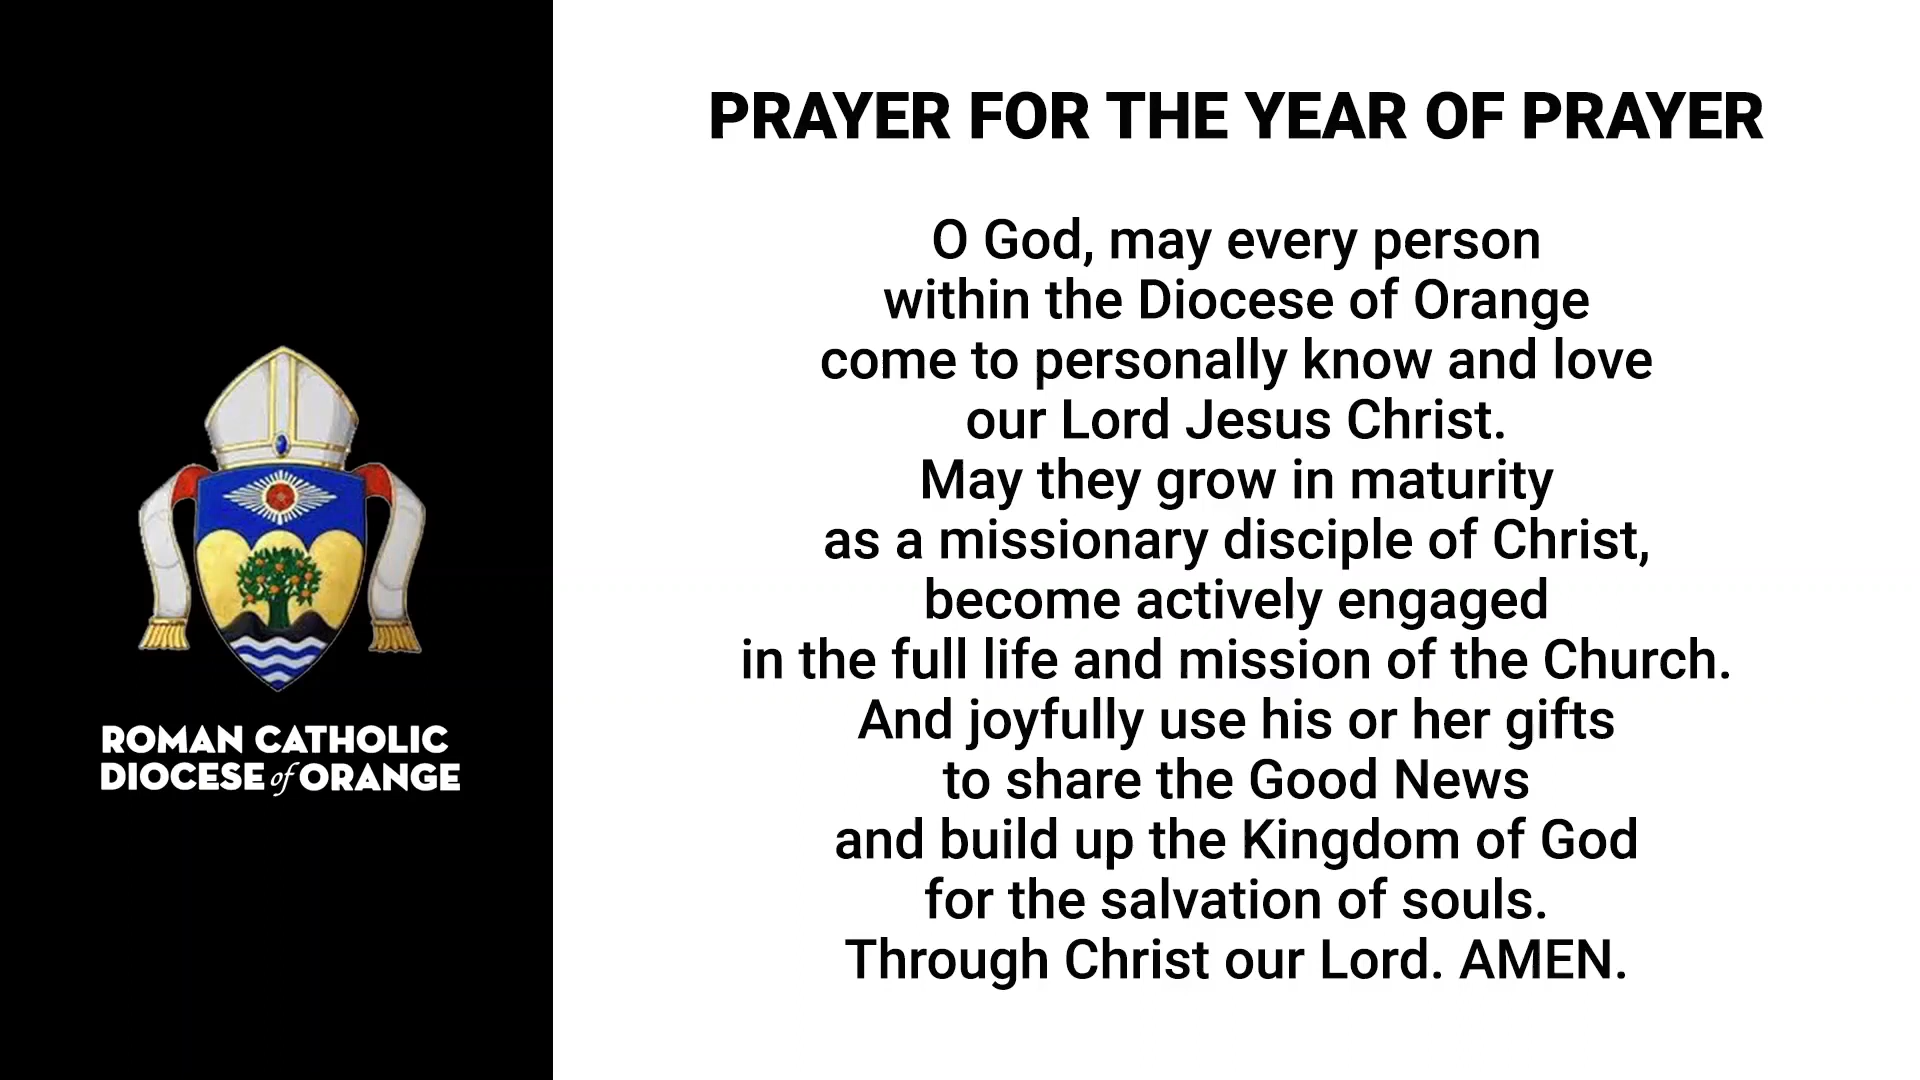 PRAYER FOR THE YEAR OF PRAYER
O God, may every person
within the Diocese of Orange
come to personally know and love
our Lord Jesus Christ.
May they grow in maturity
as a missionary disciple of Christ,
become actively engaged
in the full life and mission of the Church.
And joyfully use his or her gifts
to share the Good News
and build up the Kingdom of God
for the salvation of souls.
Through Christ our Lord. AMEN.
ROMAN CATHOLIC
DIOCESE of ORANGE